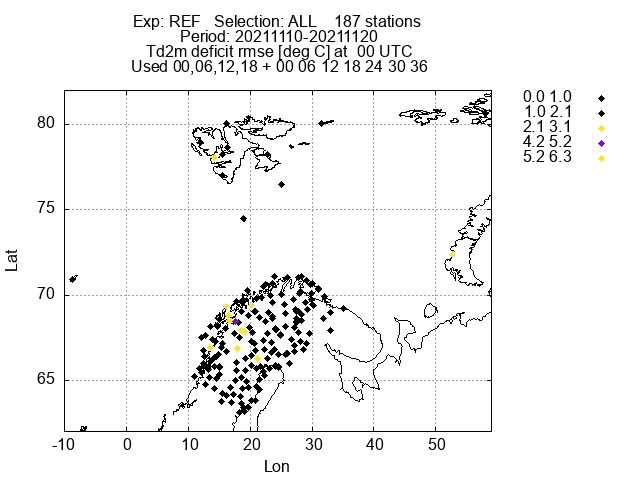 Exp: REF   Selection: ALL    187 stations
Period: 20211110-20211120
Td2m deficit rmse [deg C] at  00 UTC
Used 00,06,12,18 + 00 06 12 18 24 30 36
0.0 1.0
1.0 2.1
2.1 3.1
4.2 5.2
5.2 6.3
80
75
70
65
Lat
-10 0 10 20 30 40 50
Lon